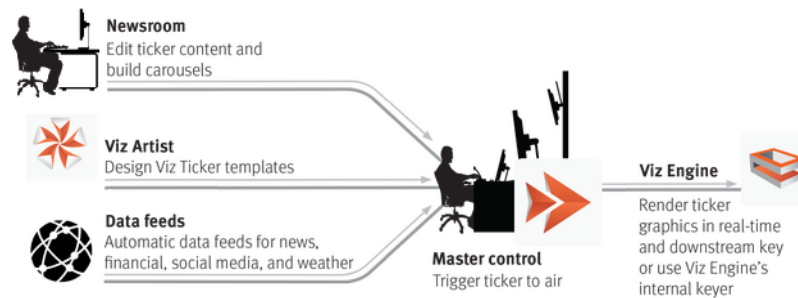 Newsroom
Edit ticker content and
build carousels
Viz Artist
Design Viz Ticker templates
Data feeds
Automatic data feeds for news,
financial, social media, and weather
Master control
Trigger ticker to air
Viz Engine
Render ticker
graphics in real-time
and downstream key
or use Viz Engine’s
internal keyer